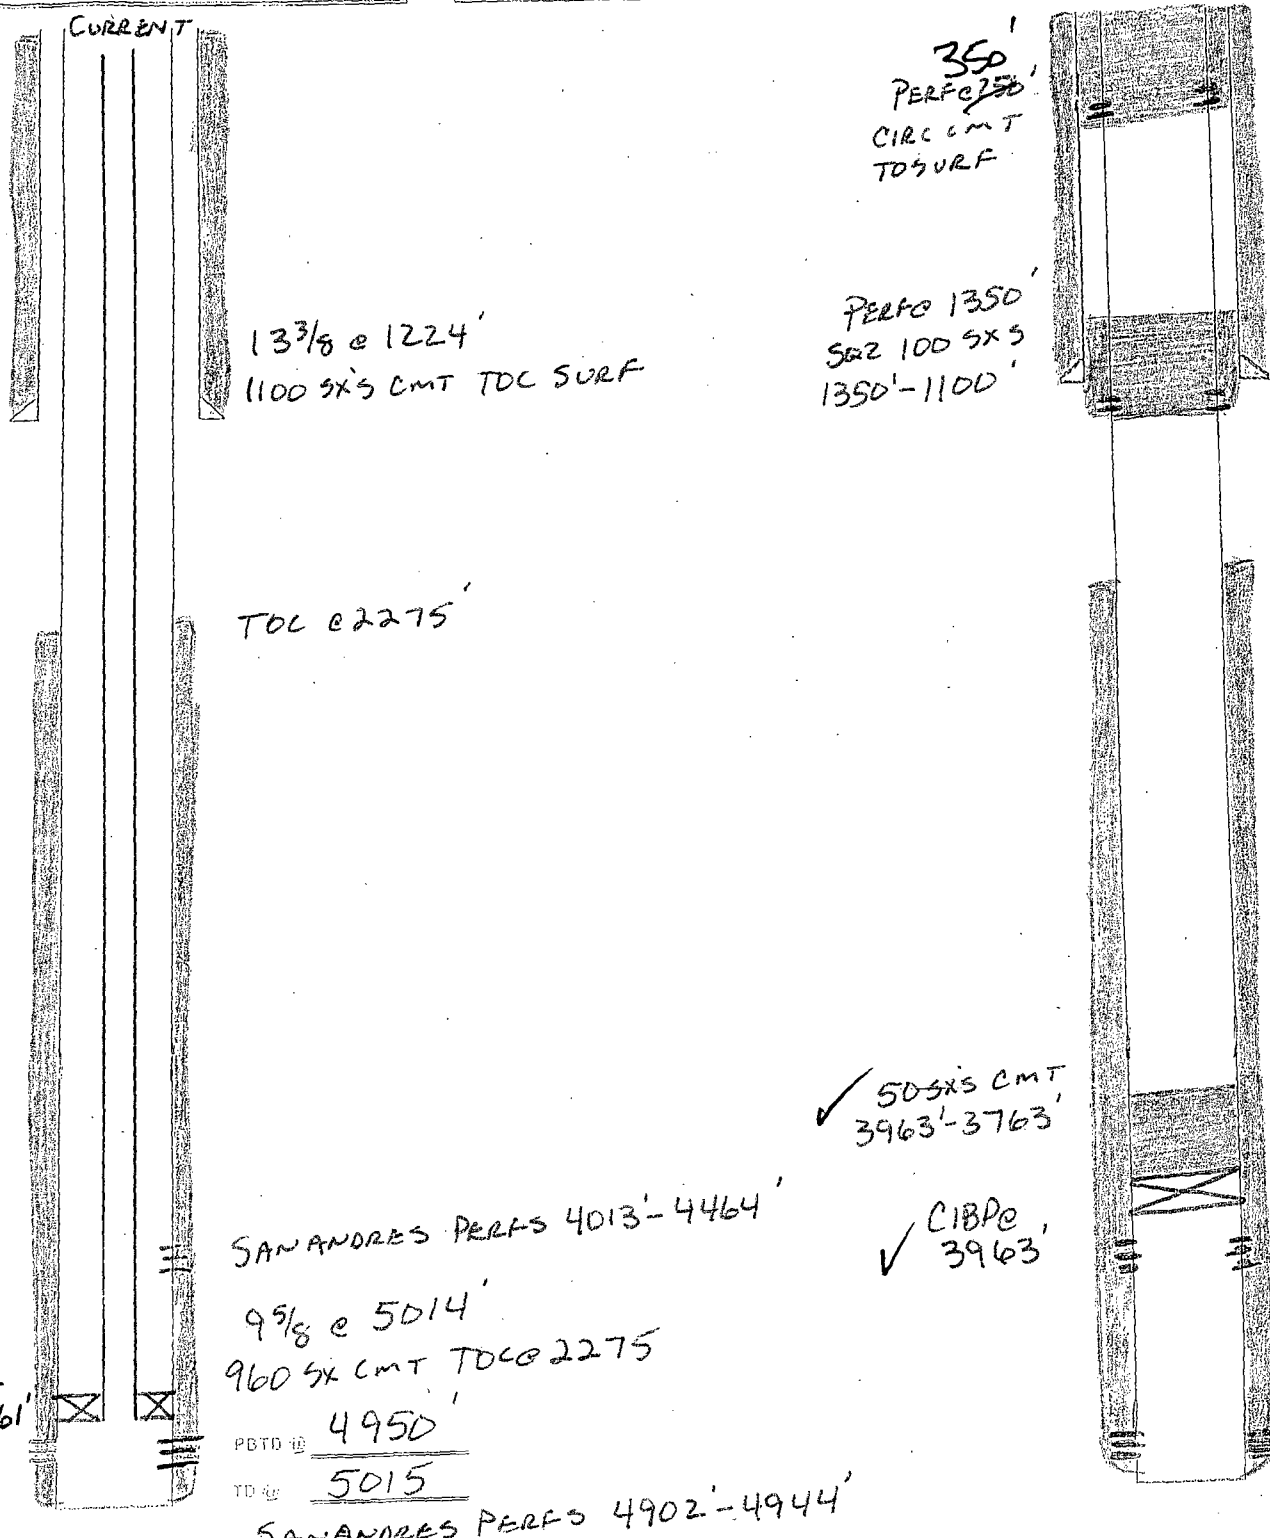 CURRENT
13 3/8 @ 1224'
1100 SX'S CMT TOC SURF
TOC @ 2275'
SAN ANDRES PERFS 4013'-4464'
9 5/8 @ 5014'
960 SX CMT TOC @ 2275
61'
PBTD @ 4950'
TD @ 5015
SAN ANDRES PERFS 4902'-4944'
350'
PERF @ 250'
CIRC CMT
TO SURF
PERF @ 1350'
SQZ 100 SX S
1350'-1100'
✓ 50 SX'S CMT
3963'-3763'
✓ CIBP @
3963'